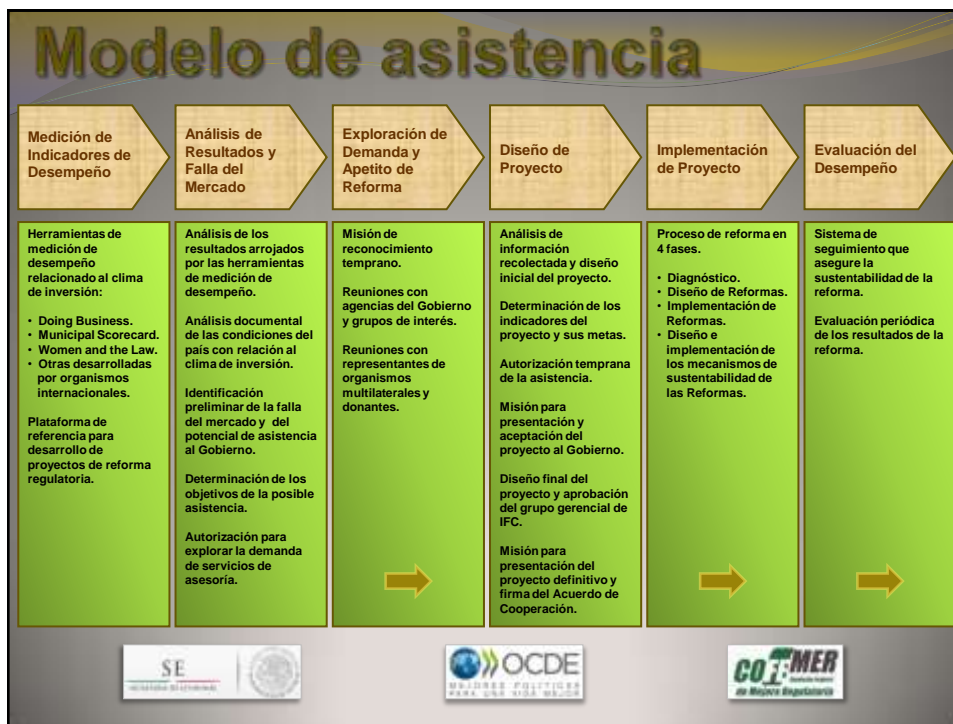 Modelo de asistencia
Medición de
Indicadores de
Desempeño
Análisis de
Resultados y
Falla del
Mercado
Exploración de
Demanda y
Apetito de
Reforma
Diseño de
Proyecto
Implementación
de Proyecto
Evaluación del
Desempeño
Herramientas de
medición de
desempeño
relacionado al clima
de inversión:
• Doing Business.
• Municipal Scorecard.
• Women and the Law.
• Otras desarrolladas
por organismos
internacionales.
Plataforma de
referencia para
desarrollo de
proyectos de reforma
regulatoria.
Análisis de los
resultados arrojados
por las herramientas
de medición de
desempeño.
Análisis documental
de las condiciones del
país con relación al
clima de inversión.
Identificación
preliminar de la falla
del mercado y del
potencial de asistencia
al Gobierno.
Determinación de los
objetivos de la posible
asistencia.
Autorización para
explorar la demanda
de servicios de
asesoría.
Misión de
reconocimiento
temprano.
Reuniones con
agencias del Gobierno
y grupos de interés.
Reuniones con
representantes de
organismos
multilaterales y
donantes.
Análisis de
información
recolectada y diseño
inicial del proyecto.
Determinación de los
indicadores del
proyecto y sus metas.
Autorización temprana
de la asistencia.
Misión para
presentación y
aceptación del
proyecto al Gobierno.
Diseño final del
proyecto y aprobación
del grupo gerencial de
IFC.
Misión para
presentación del
proyecto definitivo y
firma del Acuerdo de
Cooperación.
Proceso de reforma en
4 fases.
• Diagnóstico.
• Diseño de Reformas.
• Implementación de
Reformas.
• Diseño e
implementación de
los mecanismos de
sustentabilidad de
las Reformas.
Sistema de
seguimiento que
asegure la
sustentabilidad de la
reforma.
Evaluación periódica
de los resultados de la
reforma.
SE
OCDE
MEJORES POLÍTICAS
PARA UNA VIDA MEJOR
COFEMER
de Mejora Regulatoria